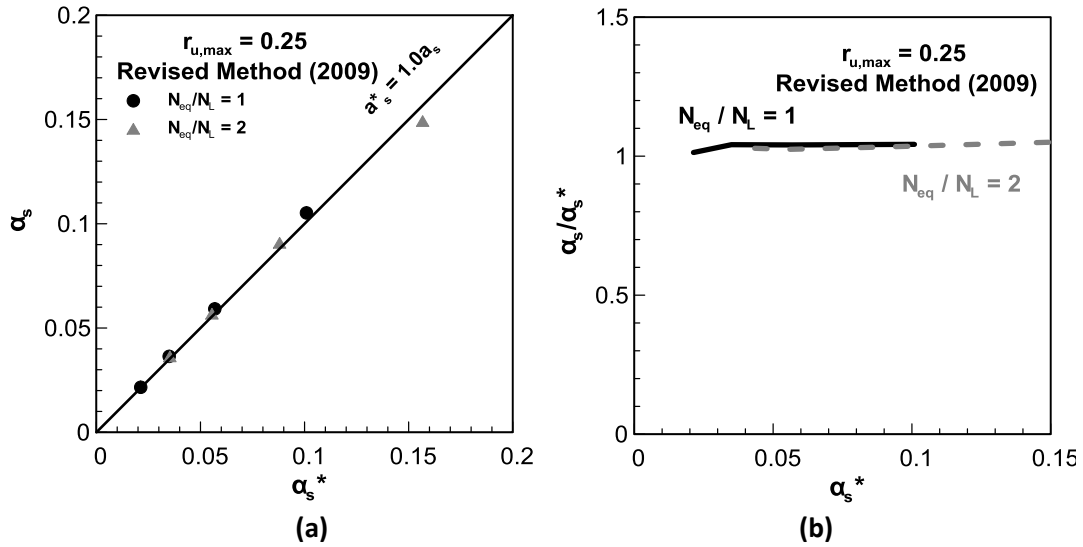 0.2
0.15
0.1
0.05
0
α_s
r_u,max = 0.25
Revised Method (2009)
N_eq/N_L = 1
N_eq/N_L = 2
a*_s = 1.0a_s
0 0.05 0.1 0.15 0.2
α_s*
(a)
1.5
1
0.5
0
α_s/α_s*
r_u,max = 0.25
Revised Method (2009)
N_eq / N_L = 1
N_eq / N_L = 2
0 0.05 0.1 0.15
α_s*
(b)